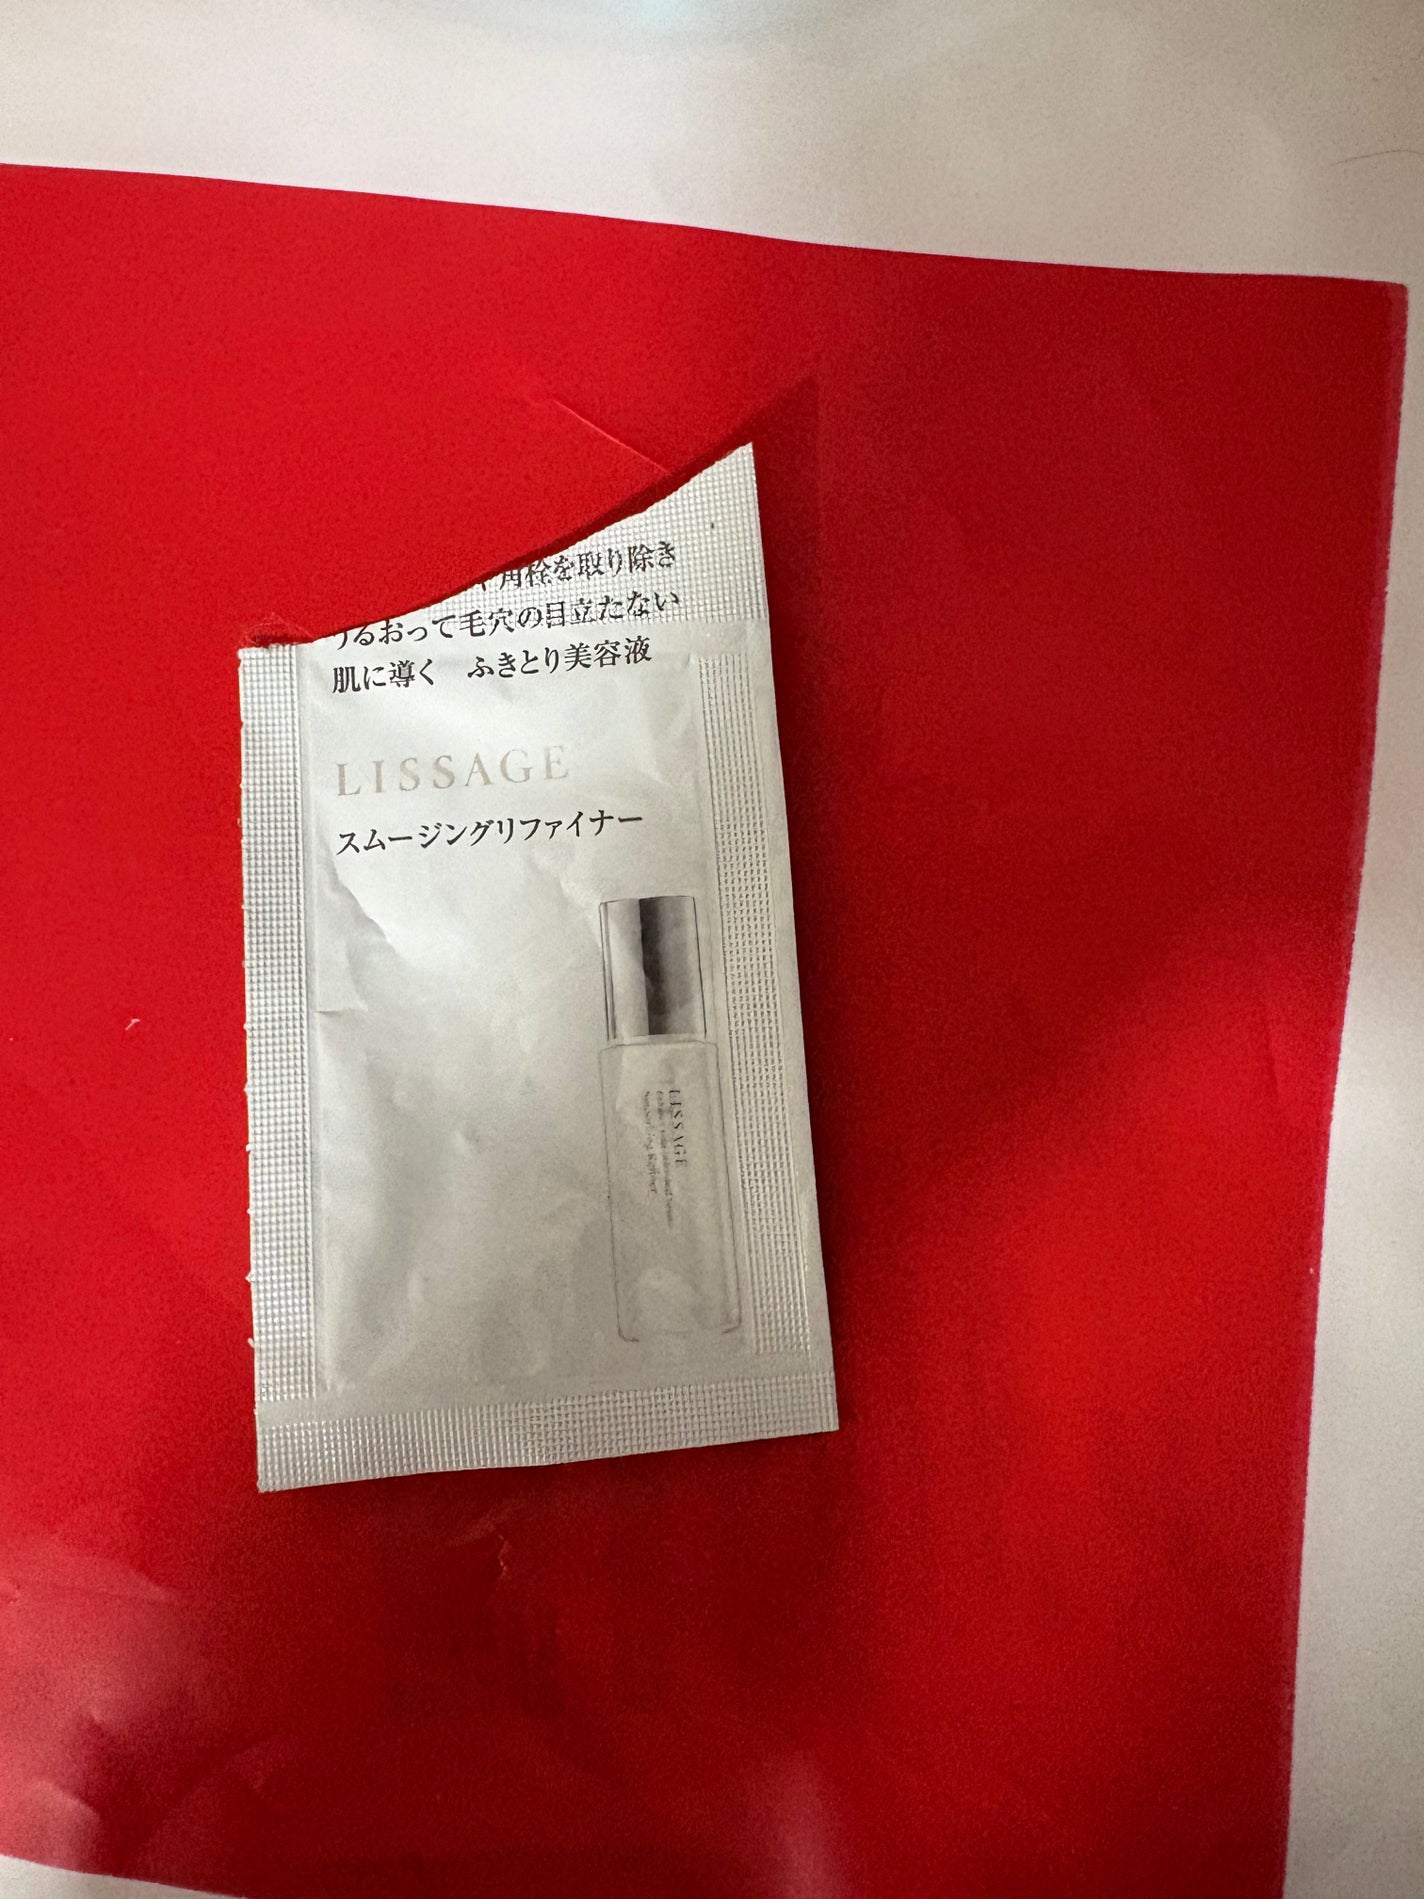 角栓を取り除き
うるおって毛穴の目立たない
肌に導く　ふきとり美容液
LISSAGE
スムージングリファイナー
LISSAGE